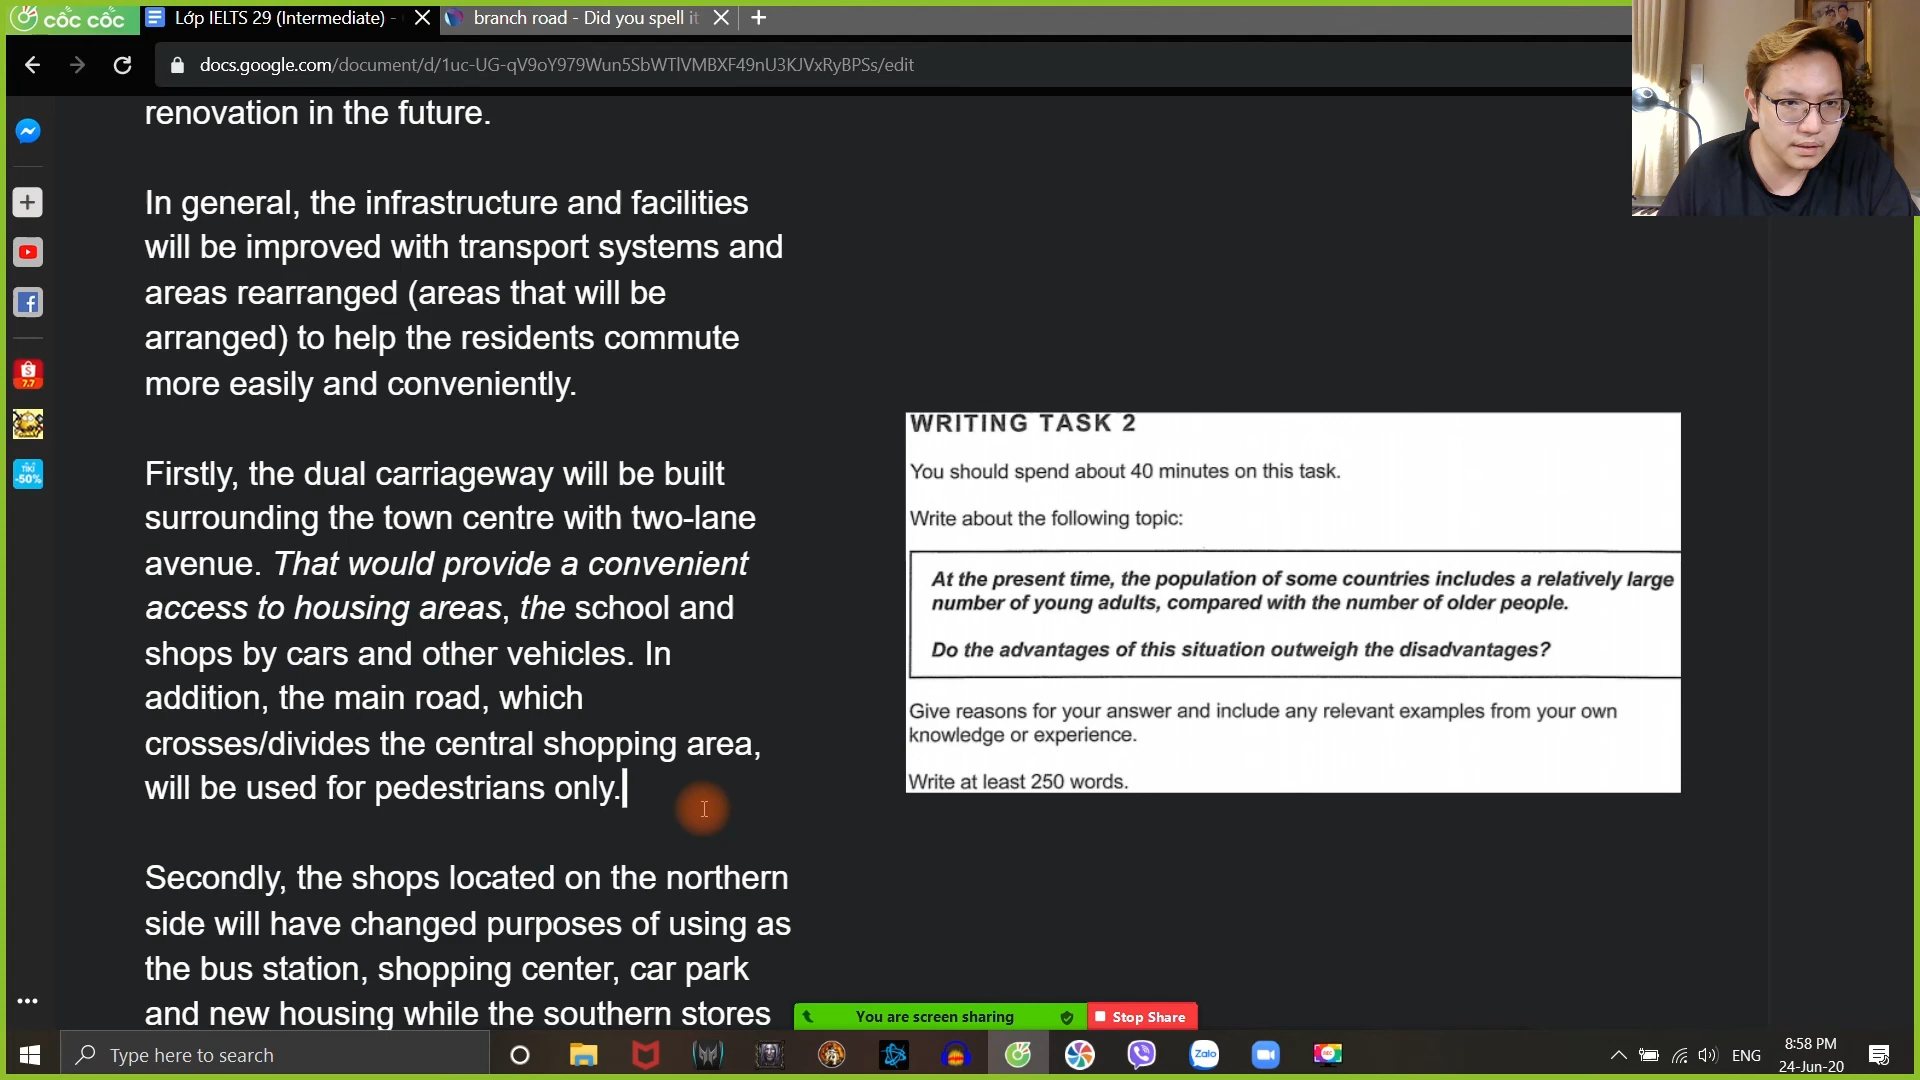 cốc cốc
Lớp IELTS 29 (Intermediate) -
branch road - Did you spell it
docs.google.com/document/d/1uc-UG-qV9oY979Wun5SbWTlVMBXF49nU3KJVxRyBPSs/edit
renovation in the future.
In general, the infrastructure and facilities
will be improved with transport systems and
areas rearranged (areas that will be
arranged) to help the residents commute
more easily and conveniently.
Firstly, the dual carriageway will be built
surrounding the town centre with two-lane
avenue. That would provide a convenient
access to housing areas, the school and
shops by cars and other vehicles. In
addition, the main road, which
crosses/divides the central shopping area,
will be used for pedestrians only.
Secondly, the shops located on the northern
side will have changed purposes of using as
the bus station, shopping center, car park
and new housing while the southern stores
WRITING TASK 2
You should spend about 40 minutes on this task.
Write about the following topic:
At the present time, the population of some countries includes a relatively large
number of young adults, compared with the number of older people.
Do the advantages of this situation outweigh the disadvantages?
Give reasons for your answer and include any relevant examples from your own
knowledge or experience.
Write at least 250 words.
7.7
TIKI
-50%
You are screen sharing
Stop Share
Type here to search
Zalo
ENG
8:58 PM
24-Jun-20